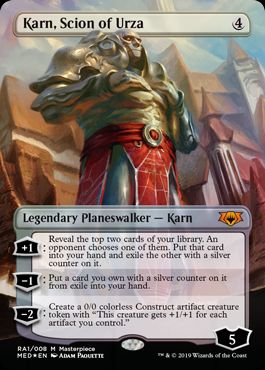 Karn, Scion of Urza 4
Legendary Planeswalker — Karn
+1: Reveal the top two cards of your library. An
opponent chooses one of them. Put that card
into your hand and exile the other with a silver
counter on it.
−1: Put a card you own with a silver counter on it
from exile into your hand.
−2: Create a 0/0 colorless Construct artifact creature
token with "This creature gets +1/+1 for each
artifact you control."
5
RA1/008 M Masterpiece
MED★EN Adam Paquette
™ & © 2019 Wizards of the Coast